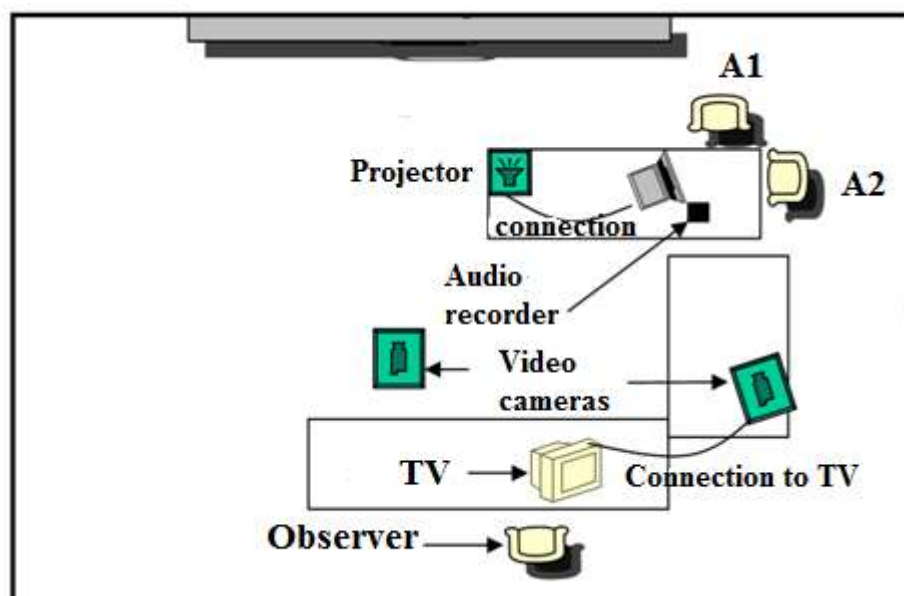 A1
Projector
A2
connection
Audio
recorder
Video
cameras
TV
Connection to TV
Observer